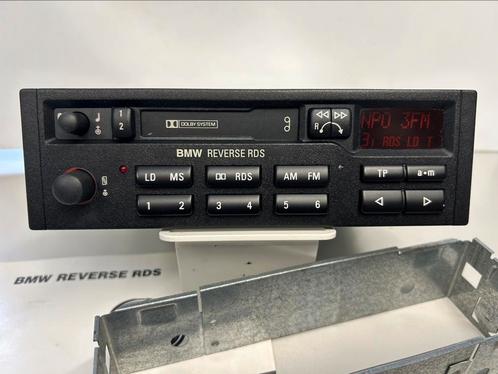 1
2
DOLBY SYSTEM
R
NPO 3FM
3: RDS LD T
BMW REVERSE RDS
LD MS
RDS
AM FM
TP
a•m
1 2
3 4
5 6
BMW REVERSE RDS